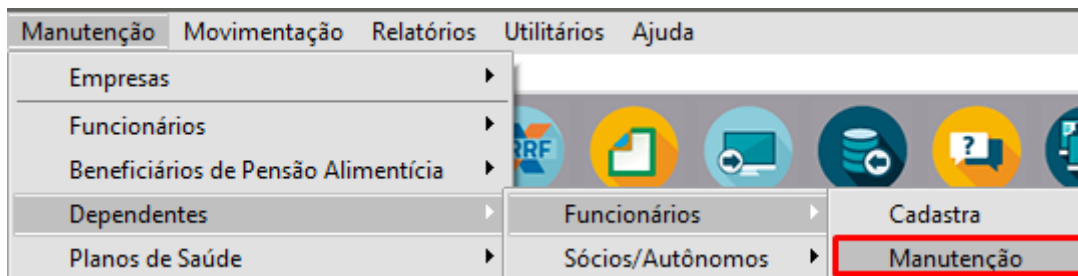 Manutenção Movimentação Relatórios Utilitários Ajuda
Empresas
Funcionários
RRF
?
Beneficiários de Pensão Alimentícia
Dependentes Funcionários Cadastra
Planos de Saúde Sócios/Autônomos Manutenção